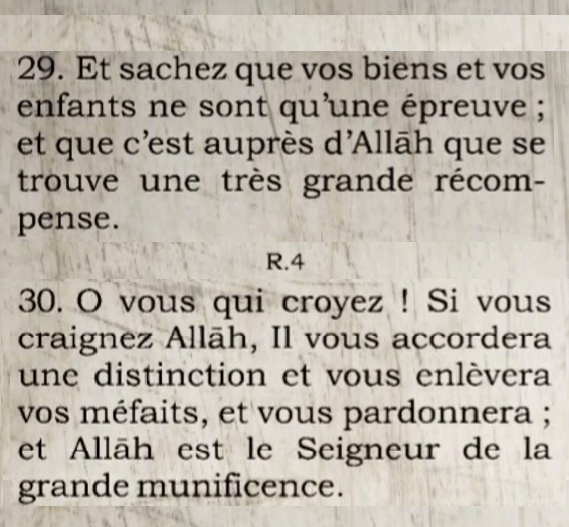 29. Et sachez que vos biens et vos
enfants ne sont qu'une épreuve ;
et que c'est auprès d'Allāh que se
trouve une très grande récom-
pense.
R.4
30. O vous qui croyez ! Si vous
craignez Allāh, Il vous accordera
une distinction et vous enlèvera
vos méfaits, et vous pardonnera ;
et Allāh est le Seigneur de la
grande munificence.